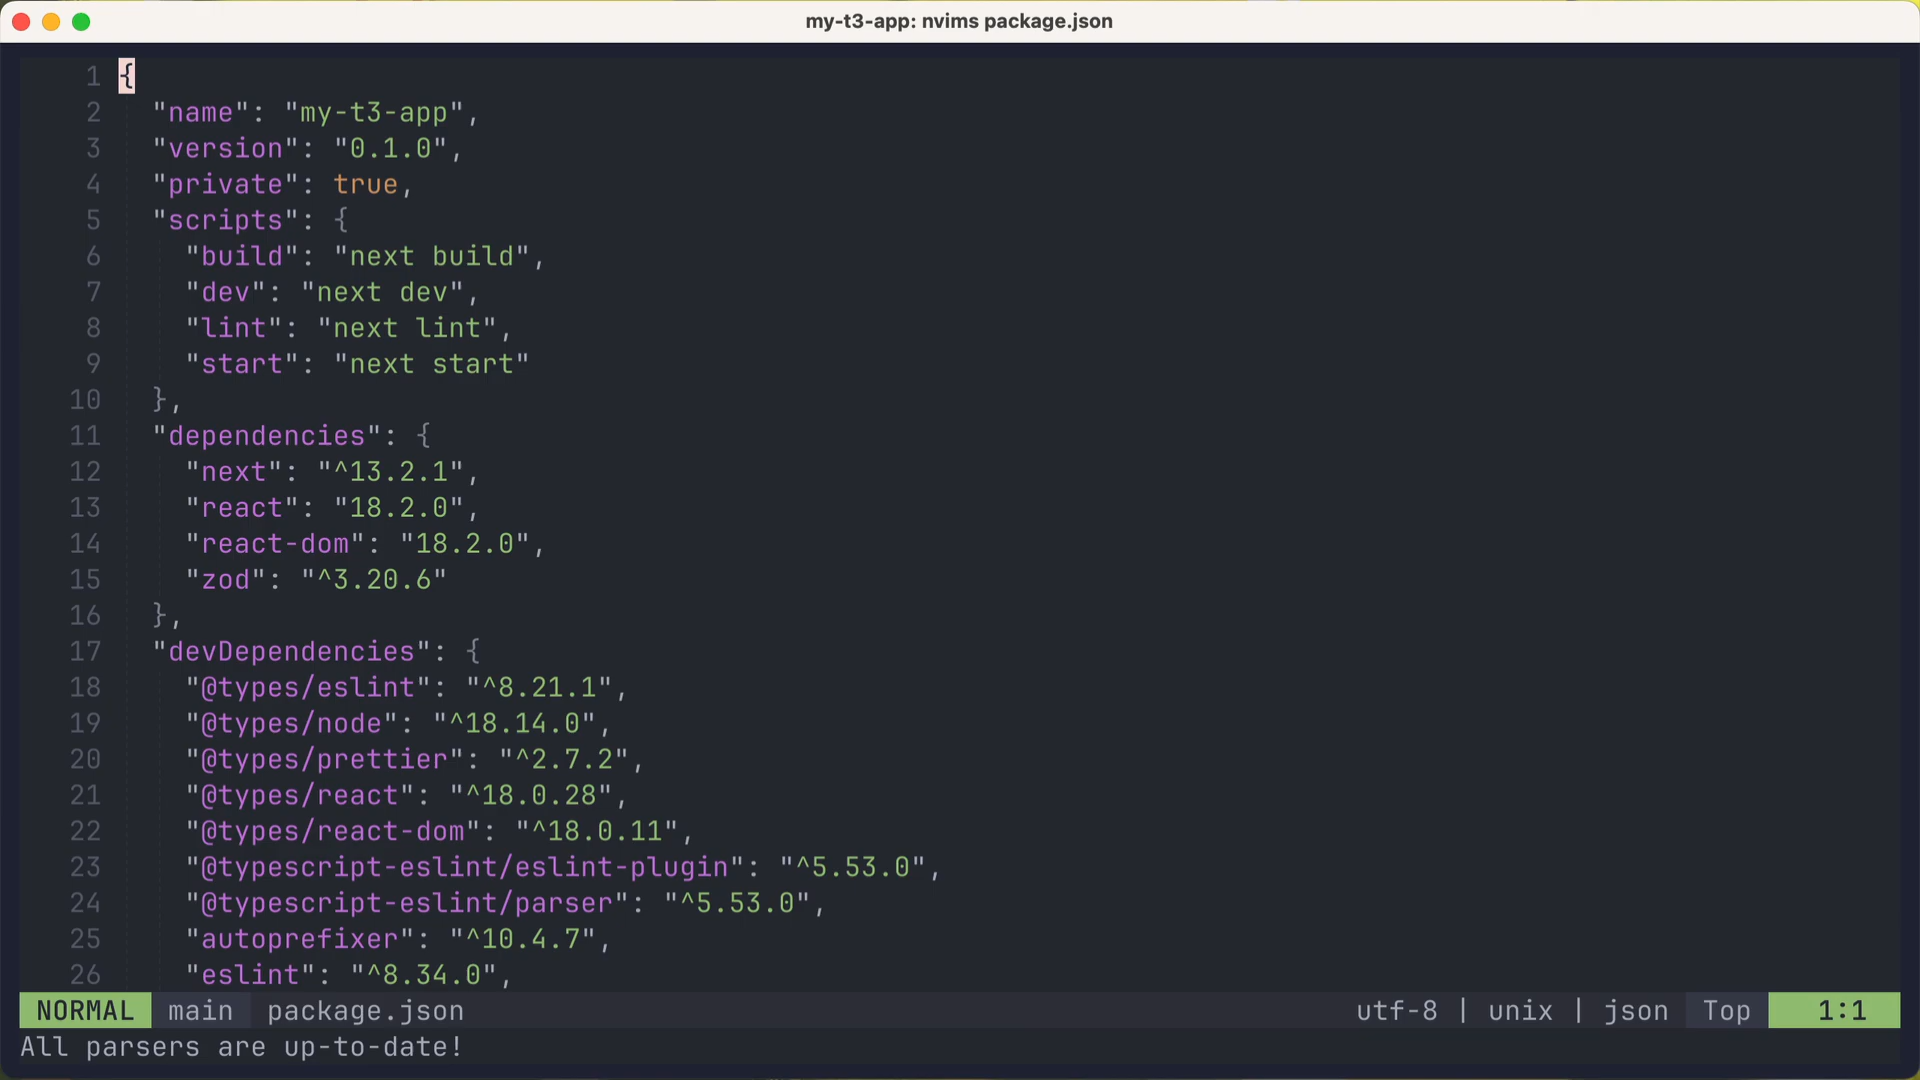 my-t3-app: nvims package.json
1 {
2 "name": "my-t3-app",
3 "version": "0.1.0",
4 "private": true,
5 "scripts": {
6 "build": "next build",
7 "dev": "next dev",
8 "lint": "next lint",
9 "start": "next start"
10 },
11 "dependencies": {
12 "next": "^13.2.1",
13 "react": "18.2.0",
14 "react-dom": "18.2.0",
15 "zod": "^3.20.6"
16 },
17 "devDependencies": {
18 "@types/eslint": "^8.21.1",
19 "@types/node": "^18.14.0",
20 "@types/prettier": "^2.7.2",
21 "@types/react": "^18.0.28",
22 "@types/react-dom": "^18.0.11",
23 "@typescript-eslint/eslint-plugin": "^5.53.0",
24 "@typescript-eslint/parser": "^5.53.0",
25 "autoprefixer": "^10.4.7",
26 "eslint": "^8.34.0",
NORMAL main package.json utf-8 | unix | json Top 1:1
All parsers are up-to-date!